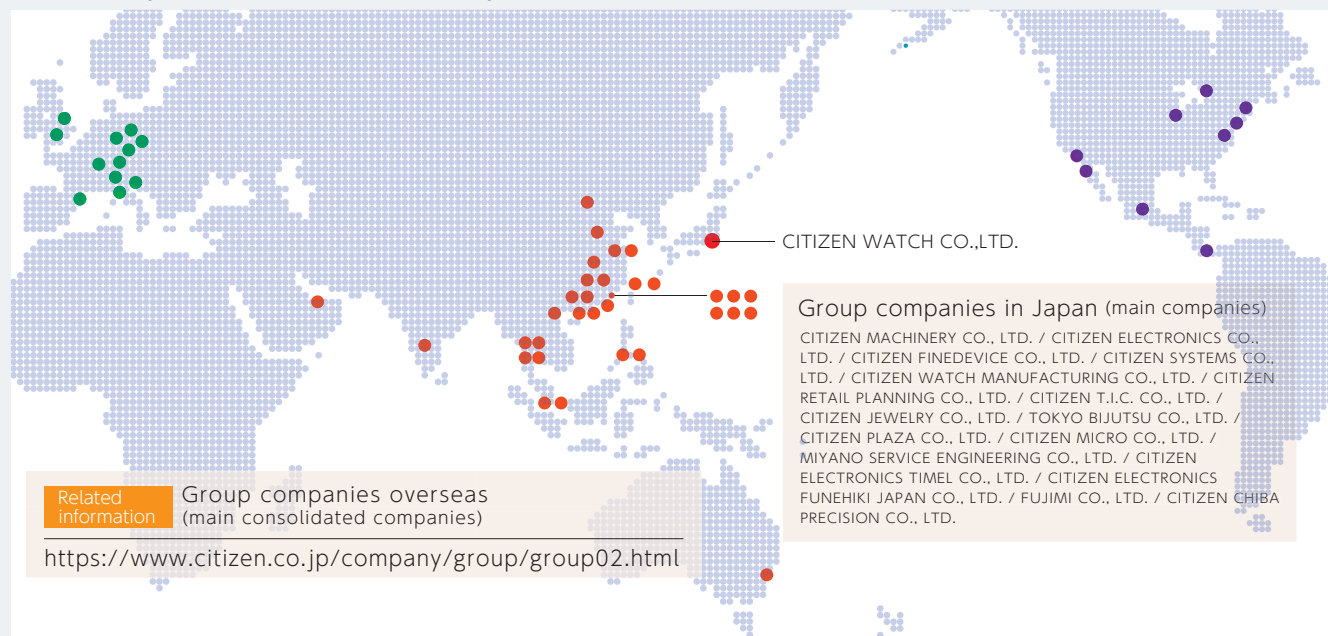 CITIZEN WATCH CO.,LTD.
Group companies in Japan (main companies)
CITIZEN MACHINERY CO., LTD. / CITIZEN ELECTRONICS CO.,
LTD. / CITIZEN FINEDEVICE CO., LTD. / CITIZEN SYSTEMS CO.,
LTD. / CITIZEN WATCH MANUFACTURING CO., LTD. / CITIZEN
RETAIL PLANNING CO., LTD. / CITIZEN T.I.C. CO., LTD. /
CITIZEN JEWELRY CO., LTD. / TOKYO BIJUTSU CO., LTD. /
CITIZEN PLAZA CO., LTD. / CITIZEN MICRO CO., LTD. /
MIYANO SERVICE ENGINEERING CO., LTD. / CITIZEN
ELECTRONICS TIMEL CO., LTD. / CITIZEN ELECTRONICS
FUNEHIKI JAPAN CO., LTD. / FUJIMI CO., LTD. / CITIZEN CHIBA
PRECISION CO., LTD.
Related
information
Group companies overseas
(main consolidated companies)
https://www.citizen.co.jp/company/group/group02.html